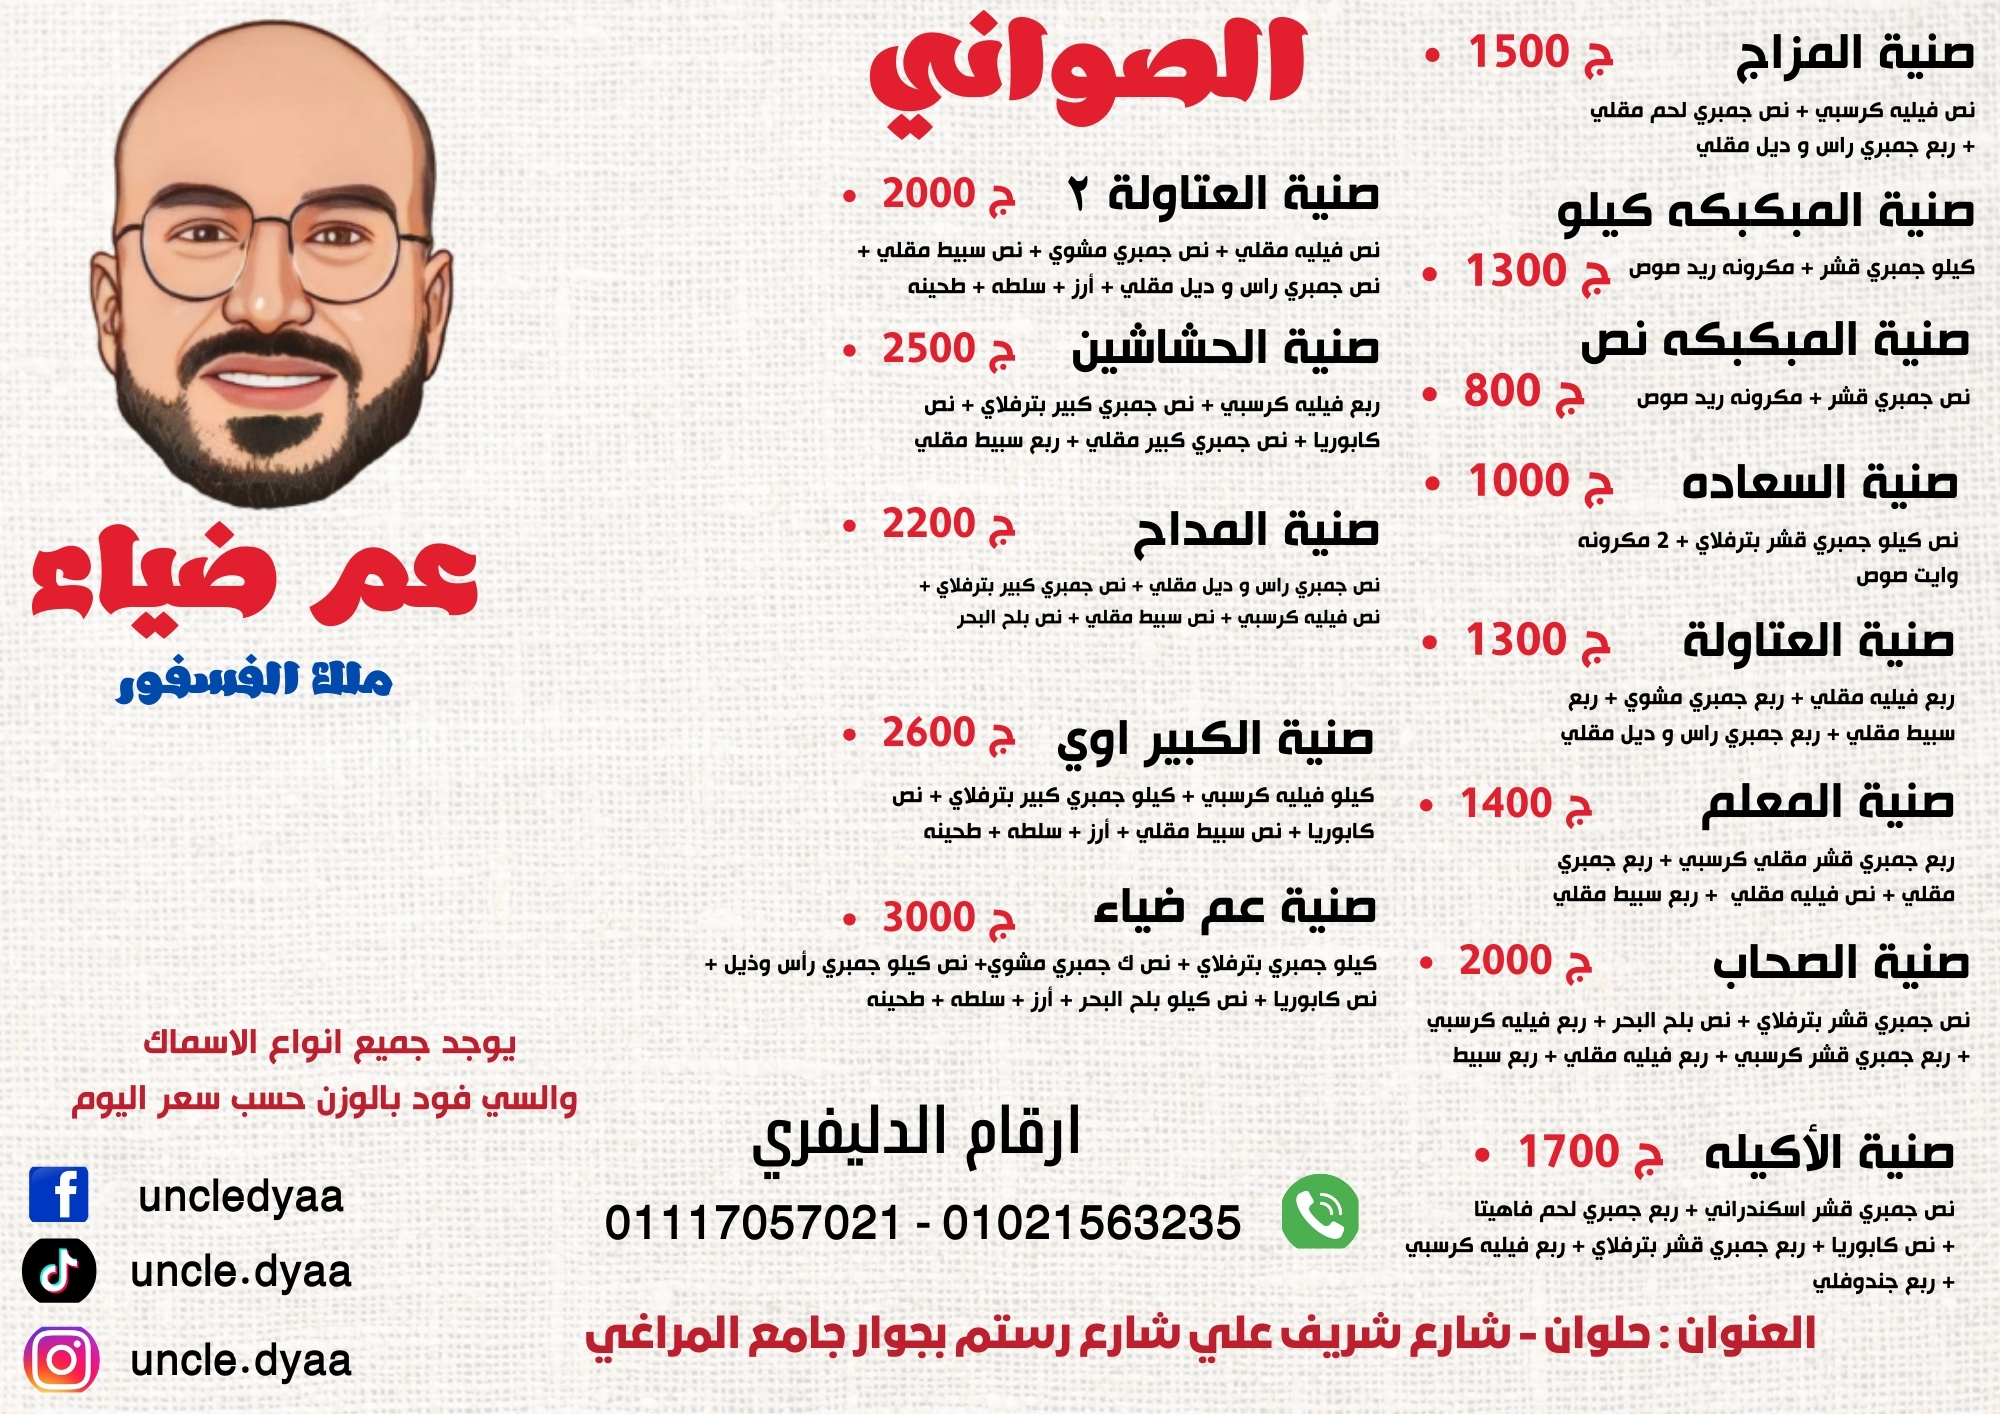 الصواني
صنية المزاج
1500 ج
نص فيليه كرسبي + نص جمبري لحم مقلي
+ ربع جمبري راس و ديل مقلي
صنية المبكبكه كيلو
كيلو جمبري قشر + مكرونه ريد صوص
1300 ج
صنية المبكبكه نص
نص جمبري قشر + مكرونه ريد صوص
800 ج
صنية السعاده
1000 ج
نص كيلو جمبري قشر بترفلاي + 2 مكرونه
وايت صوص
صنية العتاولة
1300 ج
ربع فيليه مقلي + ربع جمبري مشوي + ربع
سبيط مقلي + ربع جمبري راس و ديل مقلي
صنية المعلم
1400 ج
ربع جمبري قشر مقلي كرسبي + ربع جمبري
مقلي + نص فيليه مقلي + ربع سبيط مقلي
صنية الصحاب
2000 ج
نص جمبري قشر بترفلاي + نص بلح البحر + ربع فيليه كرسبي
+ ربع جمبري قشر كرسبي + ربع فيليه مقلي + ربع سبيط
صنية الأكيله
1700 ج
نص جمبري قشر اسكندراني + ربع جمبري لحم فاهيتا
+ نص كابوريا + ربع جمبري قشر بترفلاي + ربع فيليه كرسبي
+ ربع جندوفلي
صنية العتاولة ٢
2000 ج
نص فيليه مقلي + نص جمبري مشوي + نص سبيط مقلي +
نص جمبري راس و ديل مقلي + أرز + سلطه + طحينه
صنية الحشاشين
2500 ج
ربع فيليه كرسبي + نص جمبري كبير بترفلاي + نص
كابوريا + نص جمبري كبير مقلي + ربع سبيط مقلي
صنية المداح
2200 ج
نص جمبري راس و ديل مقلي + نص جمبري كبير بترفلاي +
نص فيليه كرسبي + نص سبيط مقلي + نص بلح البحر
صنية الكبير اوي
2600 ج
كيلو فيليه كرسبي + كيلو جمبري كبير بترفلاي + نص
كابوريا + نص سبيط مقلي + أرز + سلطه + طحينه
صنية عم ضياء
3000 ج
كيلو جمبري بترفلاي + نص ك جمبري مشوي+ نص كيلو جمبري رأس وذيل +
نص كابوريا + نص كيلو بلح البحر + أرز + سلطه + طحينه
عم ضياء
ملك الفسفور
يوجد جميع انواع الاسماك
والسي فود بالوزن حسب سعر اليوم
ارقام الدليفري
01117057021 - 01021563235
uncledyaa
uncle.dyaa
uncle.dyaa
العنوان : حلوان - شارع شريف علي شارع رستم بجوار جامع المراغي